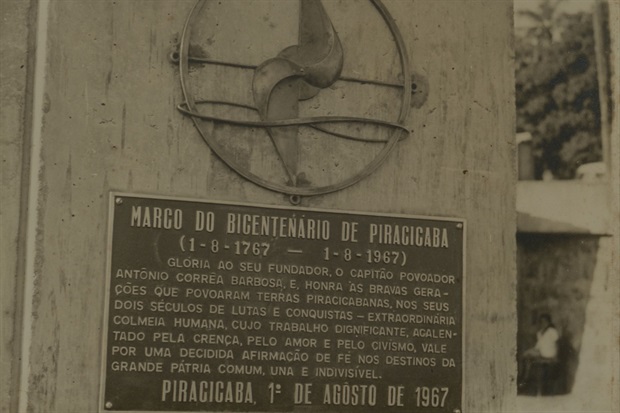 MARCO DO BICENTENÁRIO DE PIRACICABA
(1-8-1767 — 1-8-1967)
GLÓRIA AO SEU FUNDADOR, O CAPITÃO POVOADOR
ANTÔNIO CORRÊA BARBOSA, E, HONRA ÀS BRAVAS GERA-
ÇÕES QUE POVOARAM TERRAS PIRACICABANAS, NOS SEUS
DOIS SÉCULOS DE LUTAS E CONQUISTAS — EXTRAORDINÁRIA
COLMEIA HUMANA, CUJO TRABALHO DIGNIFICANTE, ACALEN-
TADO PELA CRENÇA, PELO AMOR E PELO CIVISMO, VALE
POR UMA DECIDIDA AFIRMAÇÃO DE FÉ NOS DESTINOS DA
GRANDE PÁTRIA COMUM, UNA E INDIVISÍVEL.
PIRACICABA, 1º DE AGÔSTO DE 1967